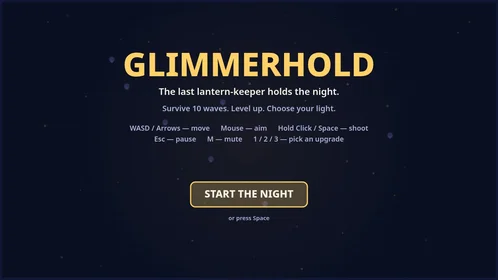 GLIMMERHOLD
The last lantern-keeper holds the night.
Survive 10 waves. Level up. Choose your light.
WASD / Arrows — move Mouse — aim Hold Click / Space — shoot
Esc — pause M — mute 1 / 2 / 3 — pick an upgrade
START THE NIGHT
or press Space